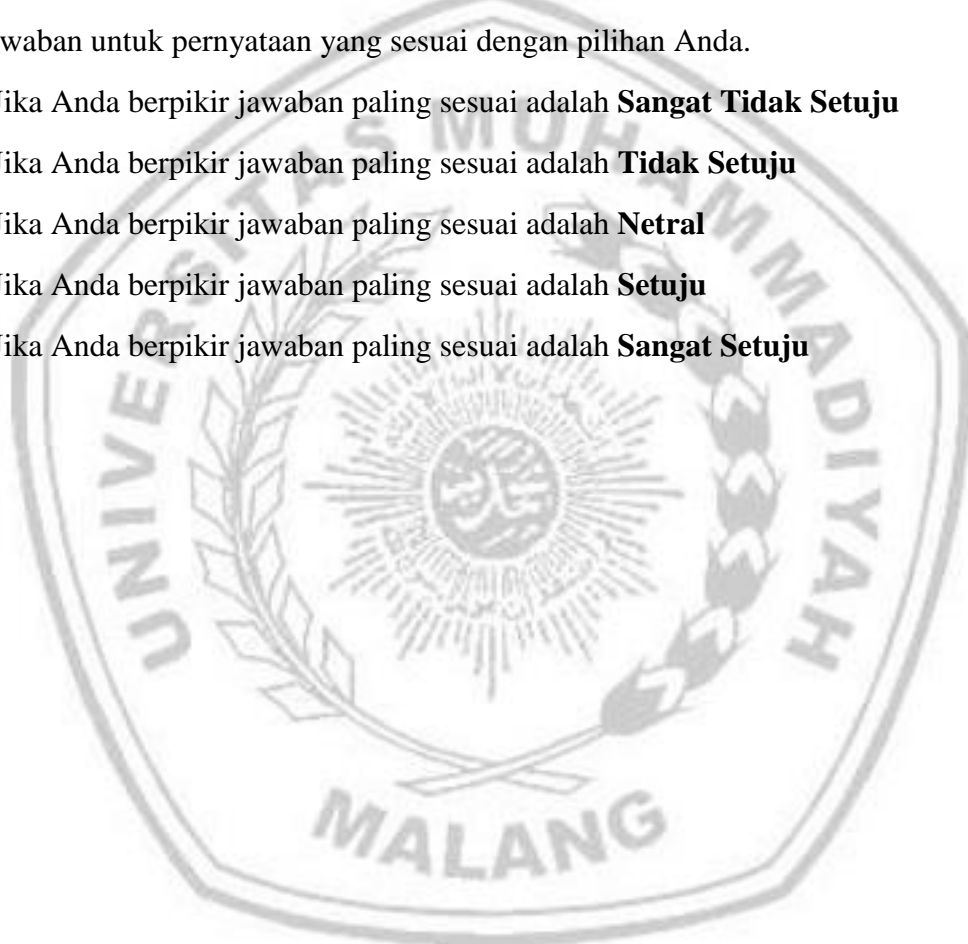 waban untuk pernyataan yang sesuai dengan pilihan Anda.
Jika Anda berpikir jawaban paling sesuai adalah Sangat Tidak Setuju
Jika Anda berpikir jawaban paling sesuai adalah Tidak Setuju
Jika Anda berpikir jawaban paling sesuai adalah Netral
Jika Anda berpikir jawaban paling sesuai adalah Setuju
Jika Anda berpikir jawaban paling sesuai adalah Sangat Setuju
UNIVERSITAS MUHAMMADIYAH
MALANG